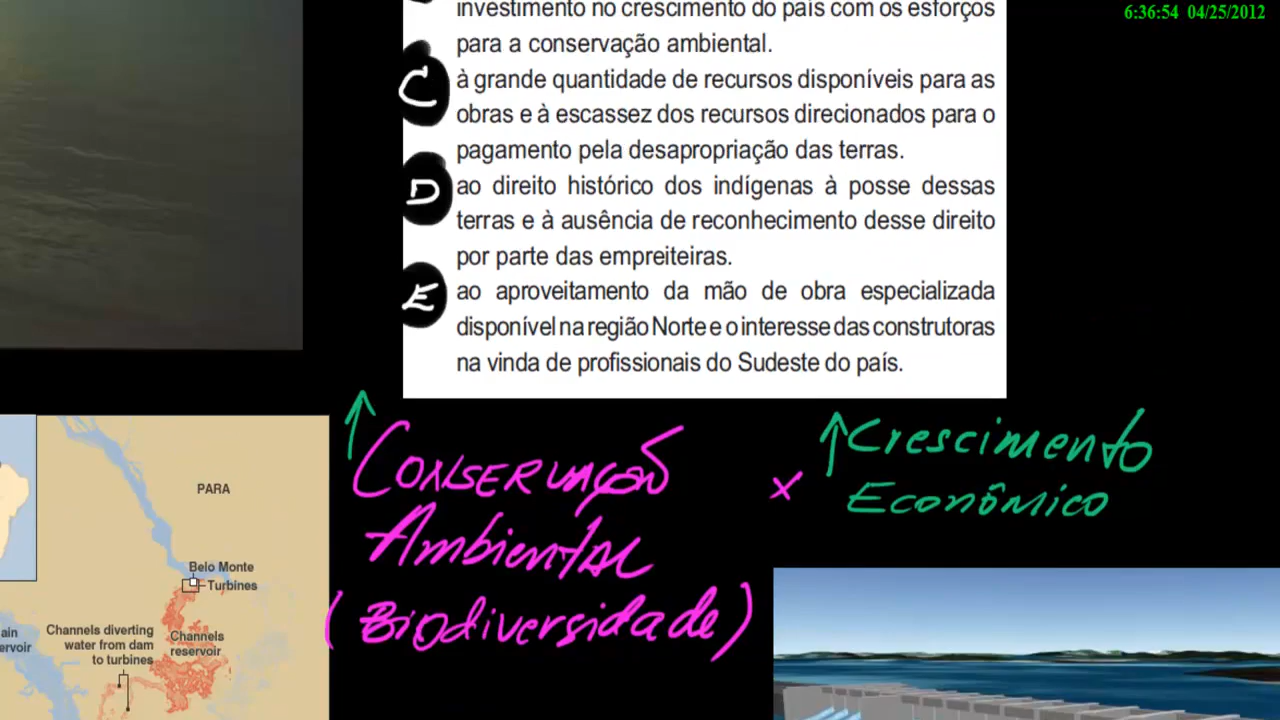 6:36:54 04/25/2012
investimento no crescimento do país com os esforços
para a conservação ambiental.
C
à grande quantidade de recursos disponíveis para as
obras e à escassez dos recursos direcionados para o
pagamento pela desapropriação das terras.
D
ao direito histórico dos indígenas à posse dessas
terras e à ausência de reconhecimento desse direito
por parte das empreiteiras.
E
ao aproveitamento da mão de obra especializada
disponível na região Norte e o interesse das construtoras
na vinda de profissionais do Sudeste do país.
↑ Conservação
Ambiental
(Biodiversidade)
×
↑ Crescimento
Econômico
PARA
Belo Monte
Turbines
Channels diverting
water from dam
to turbines
Channels
reservoir
ain
ervoir